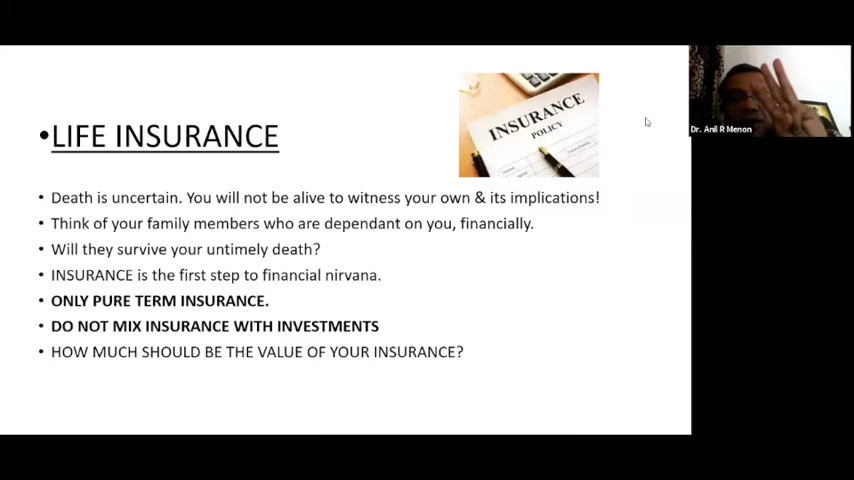 •LIFE INSURANCE
INSURANCE
POLICY
Dr. Anil R Menon
• Death is uncertain. You will not be alive to witness your own & its implications!
• Think of your family members who are dependant on you, financially.
• Will they survive your untimely death?
• INSURANCE is the first step to financial nirvana.
• ONLY PURE TERM INSURANCE.
• DO NOT MIX INSURANCE WITH INVESTMENTS
• HOW MUCH SHOULD BE THE VALUE OF YOUR INSURANCE?